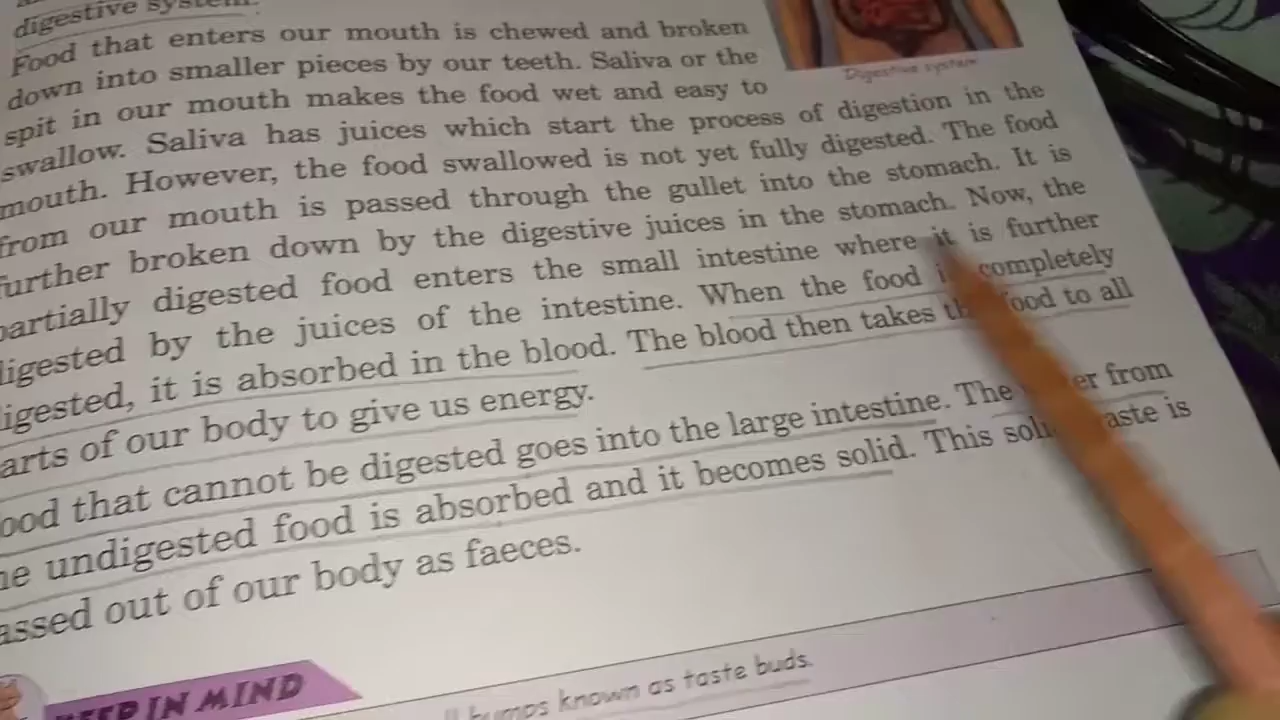 digestive system.
Food that enters our mouth is chewed and broken
down into smaller pieces by our teeth. Saliva or the
spit in our mouth makes the food wet and easy to
swallow. Saliva has juices which start the process of digestion in the
mouth. However, the food swallowed is not yet fully digested. The food
from our mouth is passed through the gullet into the stomach. It is
further broken down by the digestive juices in the stomach. Now, the
partially digested food enters the small intestine where it is further
digested by the juices of the intestine. When the food completely
igested, it is absorbed in the blood. The blood then takes food to all
arts of our body to give us energy.
ood that cannot be digested goes into the large intestine. The from
he undigested food is absorbed and it becomes solid. This is
assed out of our body as faeces.
Digestive system
KEEP IN MIND
bumps known as taste buds.